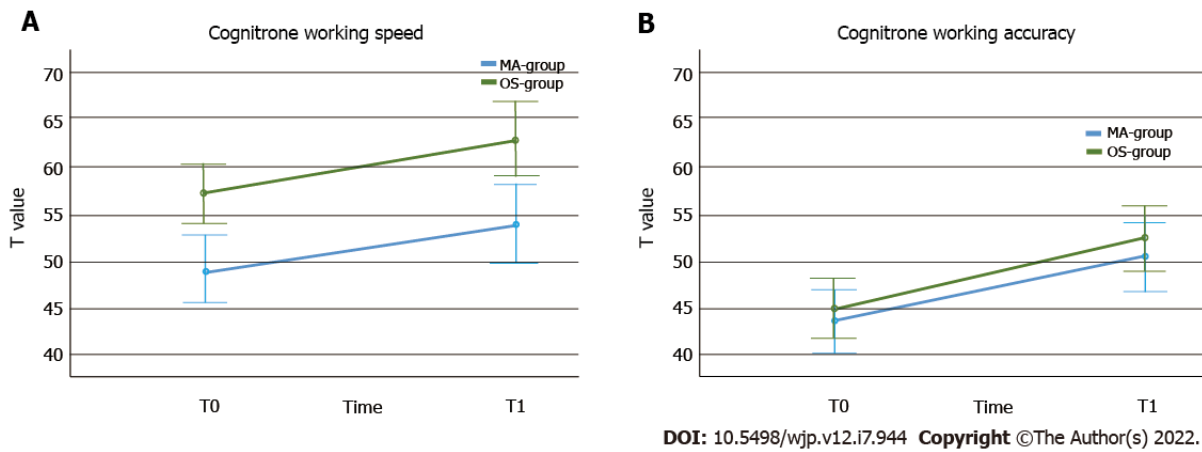 A
Cognitrone working speed
MA-group
OS-group
70
65
60
55
50
45
40
T value
T0 Time T1
B
Cognitrone working accuracy
MA-group
OS-group
70
65
60
55
50
45
40
T value
T0 Time T1
DOI: 10.5498/wjp.v12.i7.944 Copyright ©The Author(s) 2022.